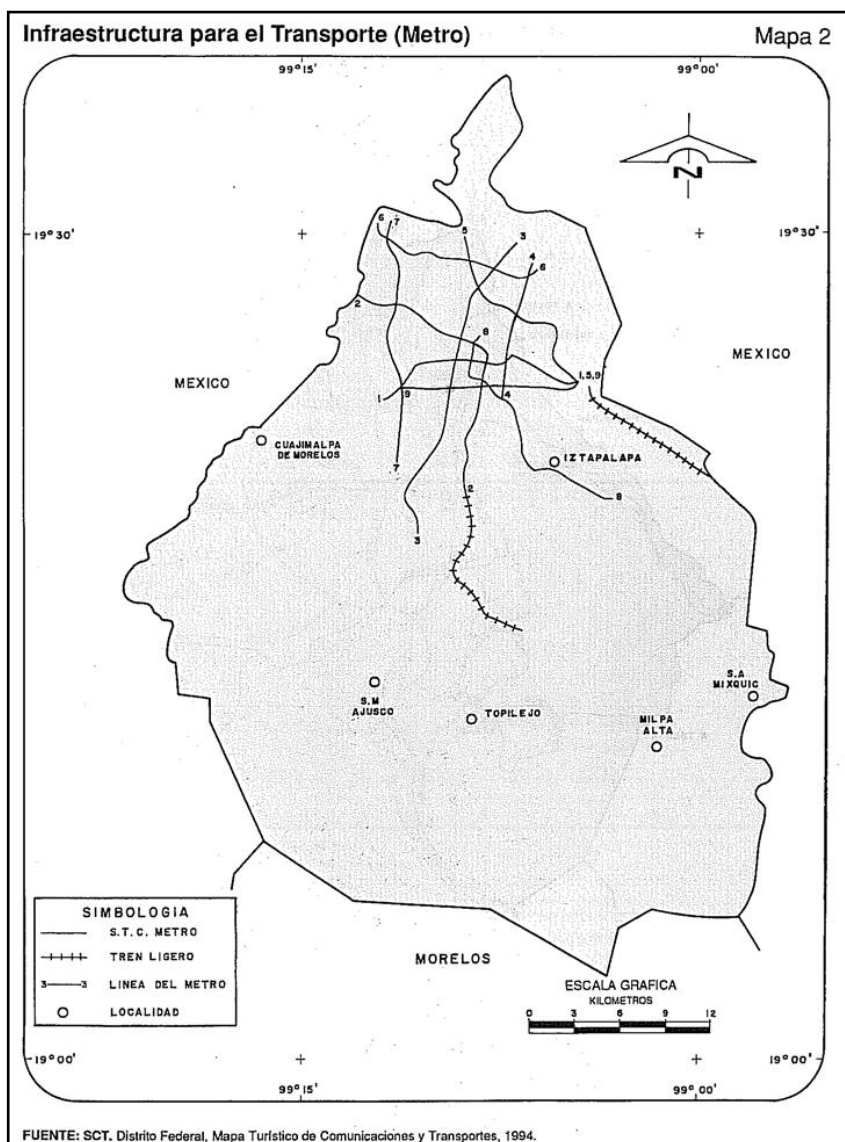 Infraestructura para el Transporte (Metro)
Mapa 2
99°15'
99°00'
N
19°30'
19°30'
6
7
5
3
4
6
2
8
MEXICO
MEXICO
1,5,9
1
9
4
CUAJIMALPA
DE MORELOS
IZTAPALAPA
7
2
8
3
S.M
AJUSCO
TOPILEJO
S.A
MIXQUIC
MILPA
ALTA
SIMBOLOGIA
S.T.C. METRO
TREN LIGERO
3 3 LINEA DEL METRO
LOCALIDAD
MORELOS
ESCALA GRAFICA
KILOMETROS
0 3 6 9 12
19°00'
19°00'
99°15'
99°00'
FUENTE: SCT. Distrito Federal, Mapa Turístico de Comunicaciones y Transportes, 1994.